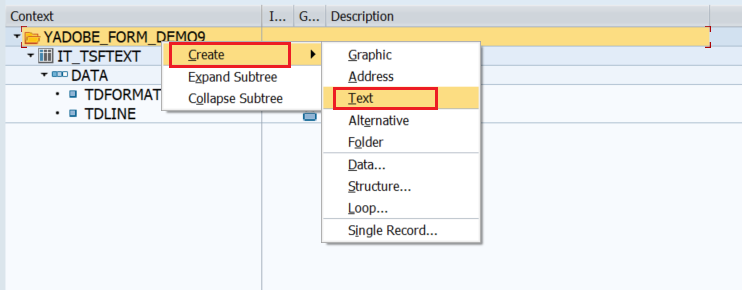 Context I... G... Description
YADOBE_FORM_DEMO9
IT_TSFTEXT
DATA
TDFORMAT
TDLINE
Create
Expand Subtree
Collapse Subtree
Graphic
Address
Text
Alternative
Folder
Data...
Structure...
Loop...
Single Record...